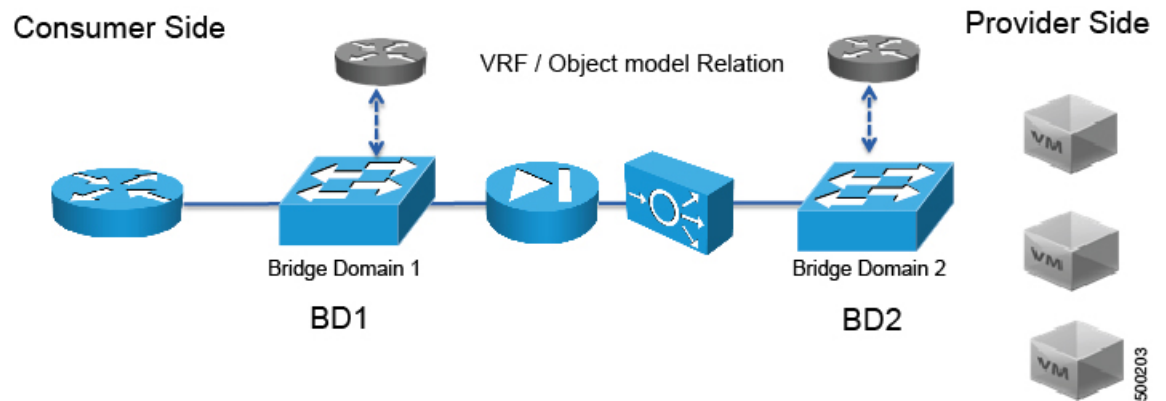 Consumer Side
Provider Side
VRF / Object model Relation
VM
VM
VM
Bridge Domain 1
Bridge Domain 2
BD1
BD2
500203